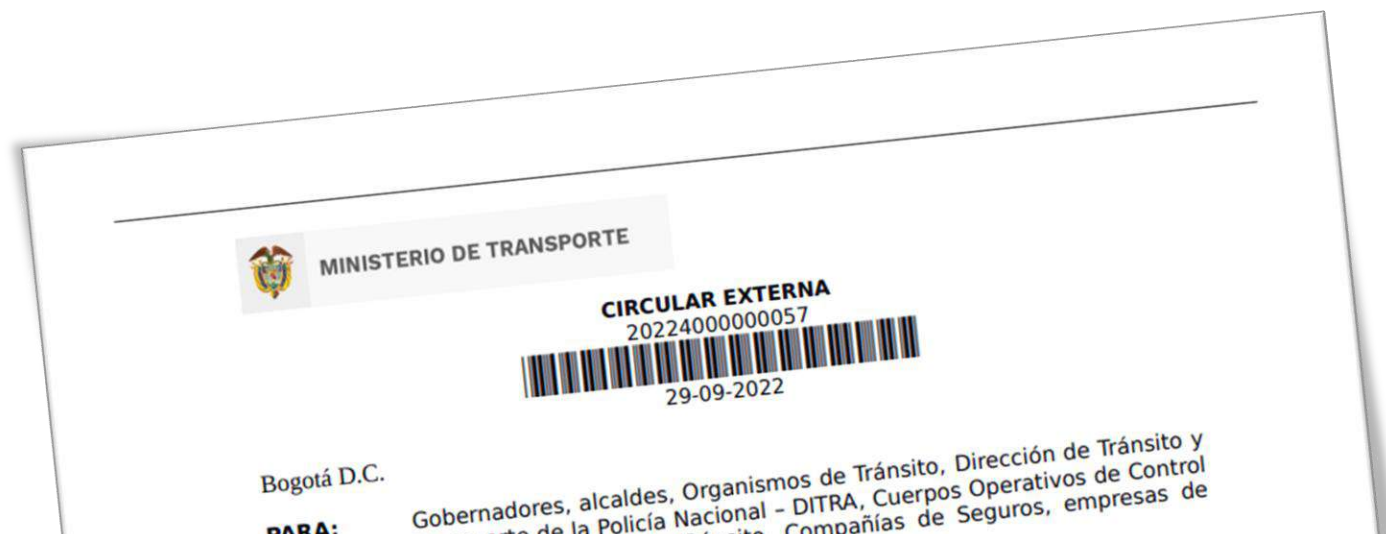 MINISTERIO DE TRANSPORTE
CIRCULAR EXTERNA
20224000000057
29-09-2022
Bogotá D.C.
PARA: Gobernadores, alcaldes, Organismos de Tránsito, Dirección de Tránsito y
de la Policía Nacional – DITRA, Cuerpos Operativos de Control
Compañías de Seguros, empresas de